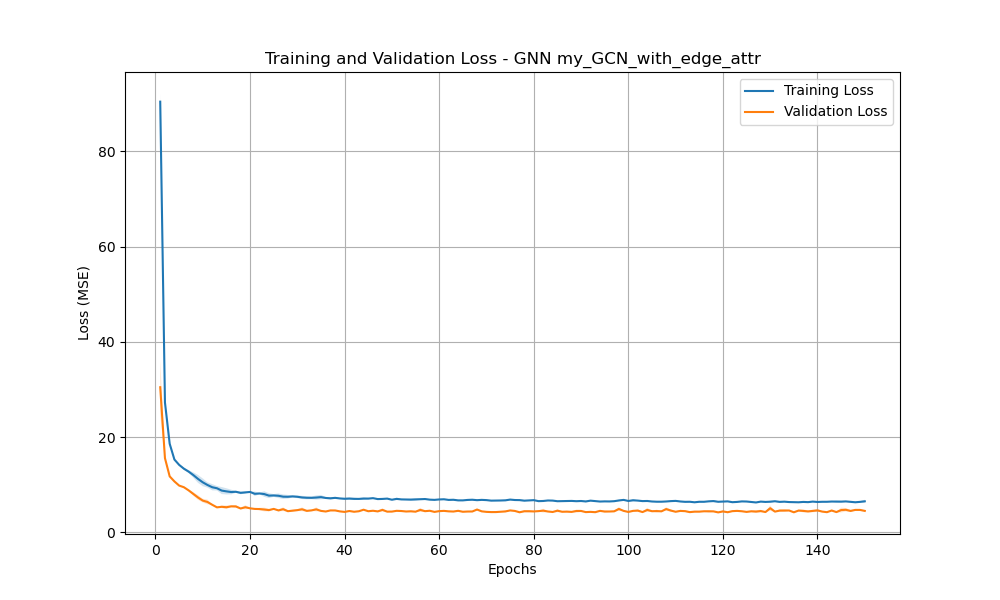 Training and Validation Loss - GNN my_GCN_with_edge_attr
Training Loss
Validation Loss
80
60
40
20
0
Loss (MSE)
0 20 40 60 80 100 120 140
Epochs